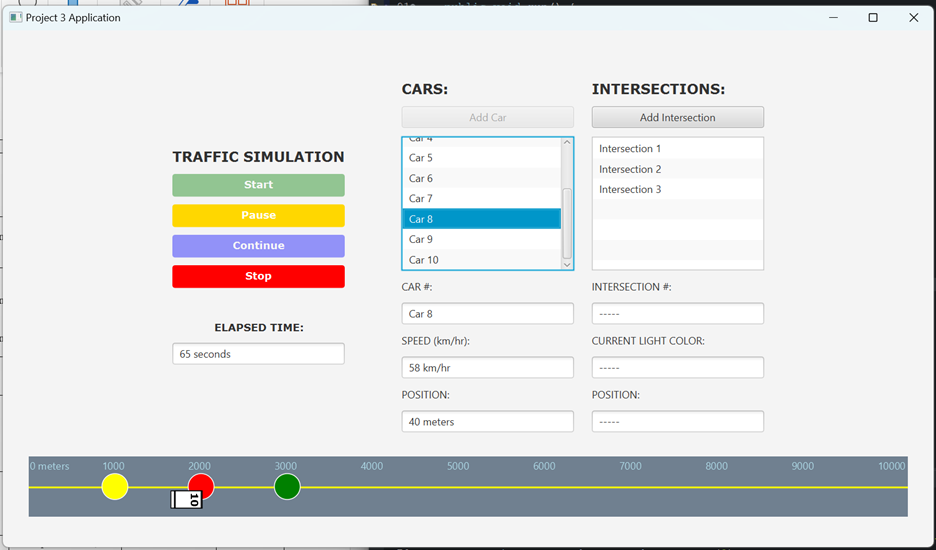 Project 3 Application
TRAFFIC SIMULATION
Start
Pause
Continue
Stop
ELAPSED TIME:
65 seconds
CARS:
Add Car
Car 4
Car 5
Car 6
Car 7
Car 8
Car 9
Car 10
CAR #:
Car 8
SPEED (km/hr):
58 km/hr
POSITION:
40 meters
INTERSECTIONS:
Add Intersection
Intersection 1
Intersection 2
Intersection 3
INTERSECTION #:
-----
CURRENT LIGHT COLOR:
-----
POSITION:
-----
0 meters 1000 2000 3000 4000 5000 6000 7000 8000 9000 10000
10